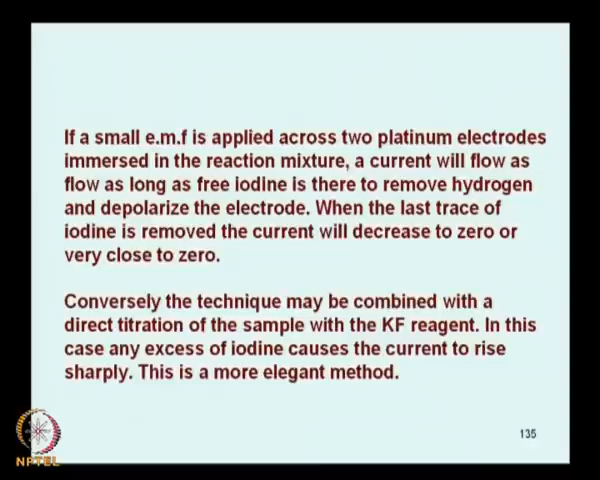 If a small e.m.f is applied across two platinum electrodes
immersed in the reaction mixture, a current will flow as
flow as long as free iodine is there to remove hydrogen
and depolarize the electrode. When the last trace of
iodine is removed the current will decrease to zero or
very close to zero.
Conversely the technique may be combined with a
direct titration of the sample with the KF reagent. In this
case any excess of iodine causes the current to rise
sharply. This is a more elegant method.
135
NPTEL